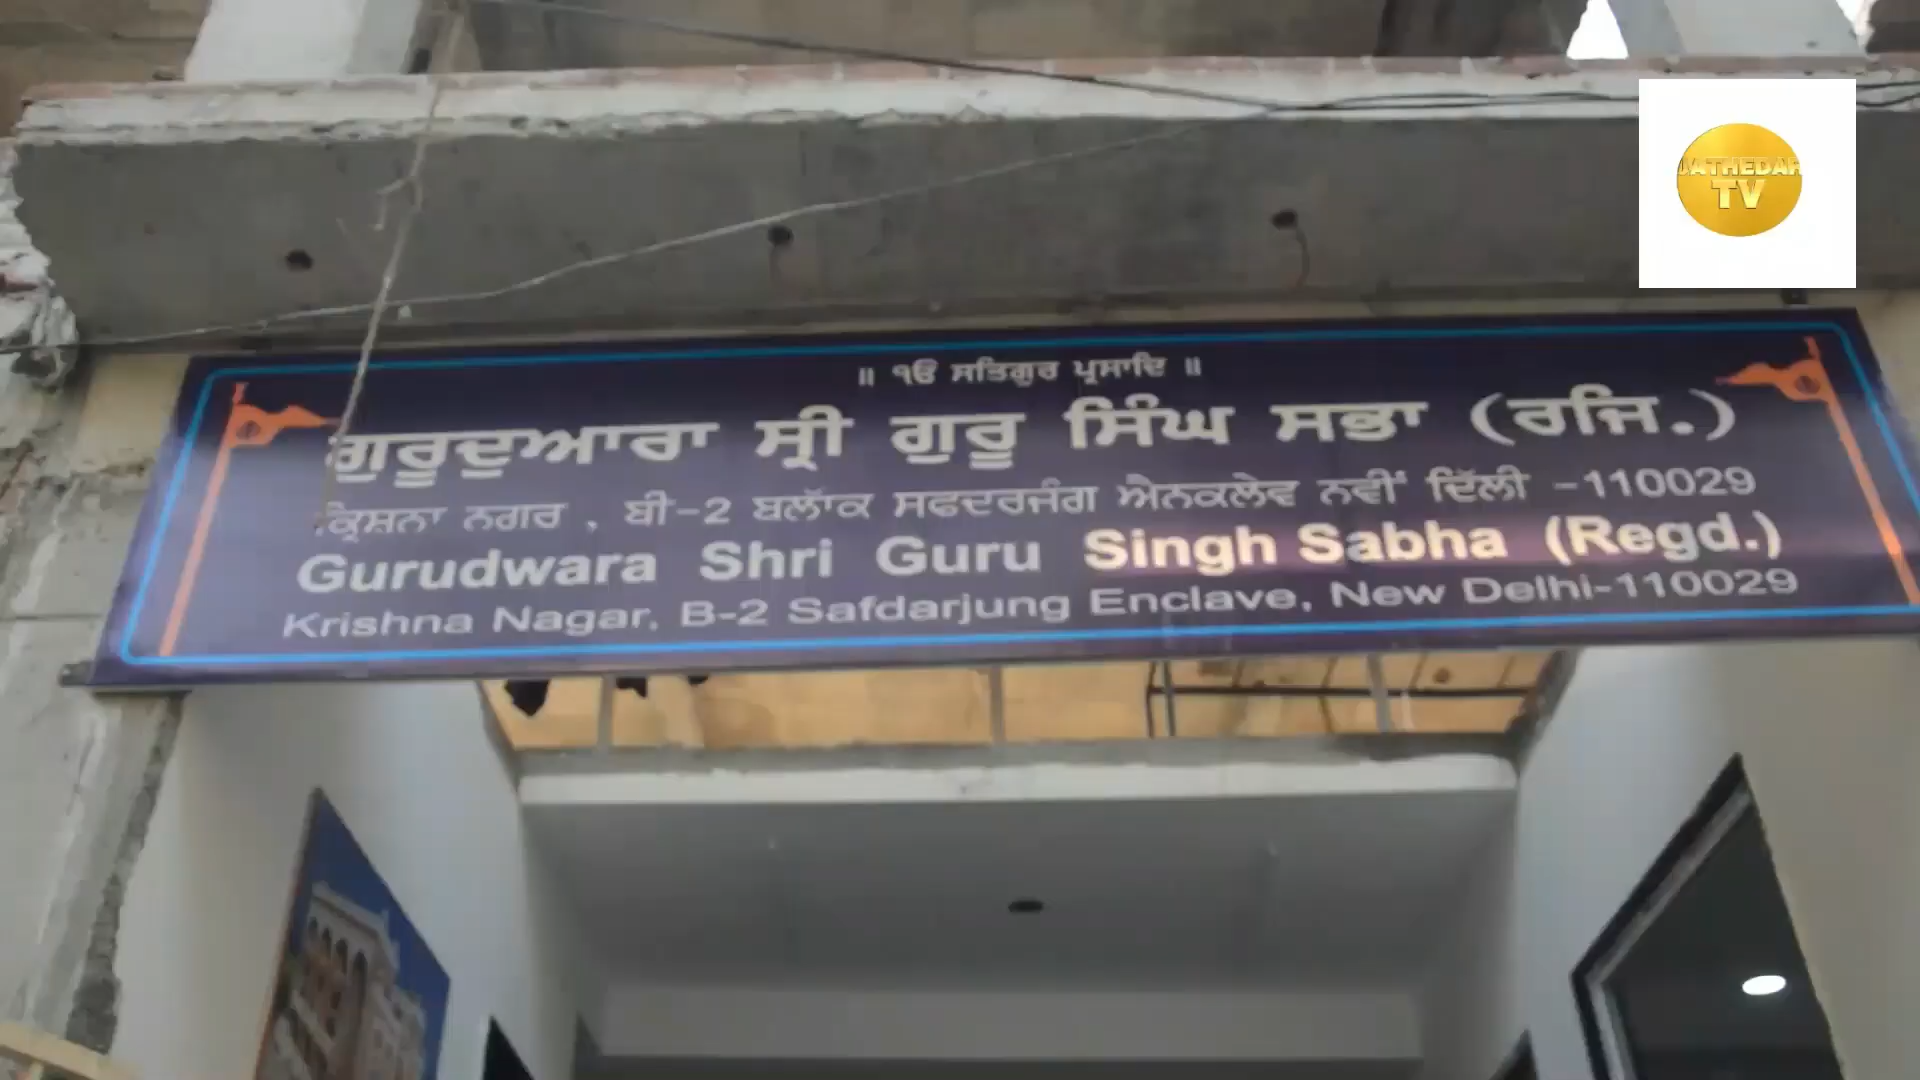 ॥ ੧ੳ ਸਤਿਗੁਰ ਪ੍ਰਸਾਦਿ ॥
ਗੁਰੂਦੁਆਰਾ ਸ੍ਰੀ ਗੁਰੂ ਸਿੰਘ ਸਭਾ (ਰਜਿ.)
ਕ੍ਰਿਸ਼ਨਾ ਨਗਰ , ਬੀ-2 ਬਲਾੱਕ ਸਫਦਰਜੰਗ ਐਨਕਲੇਵ ਨਵੀਂ ਦਿੱਲੀ -110029
Gurudwara Shri Guru Singh Sabha (Regd.)
Krishna Nagar, B-2 Safdarjung Enclave, New Delhi-110029
JATHEDAR
TV